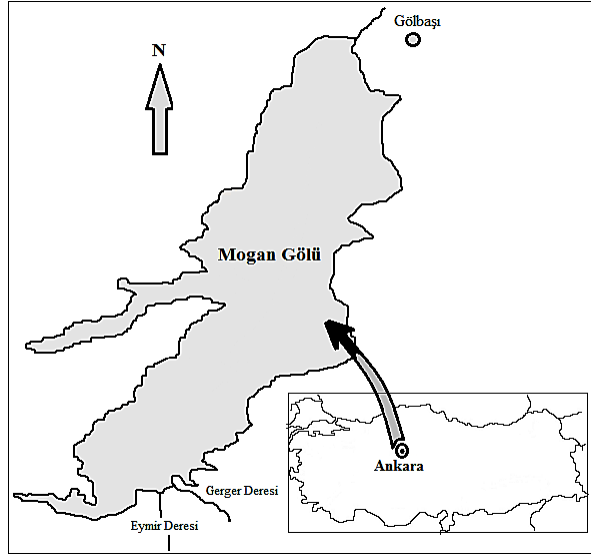 Gölbaşı
N
Mogan Gölü
Ankara
Gerger Deresi
Eymir Deresi